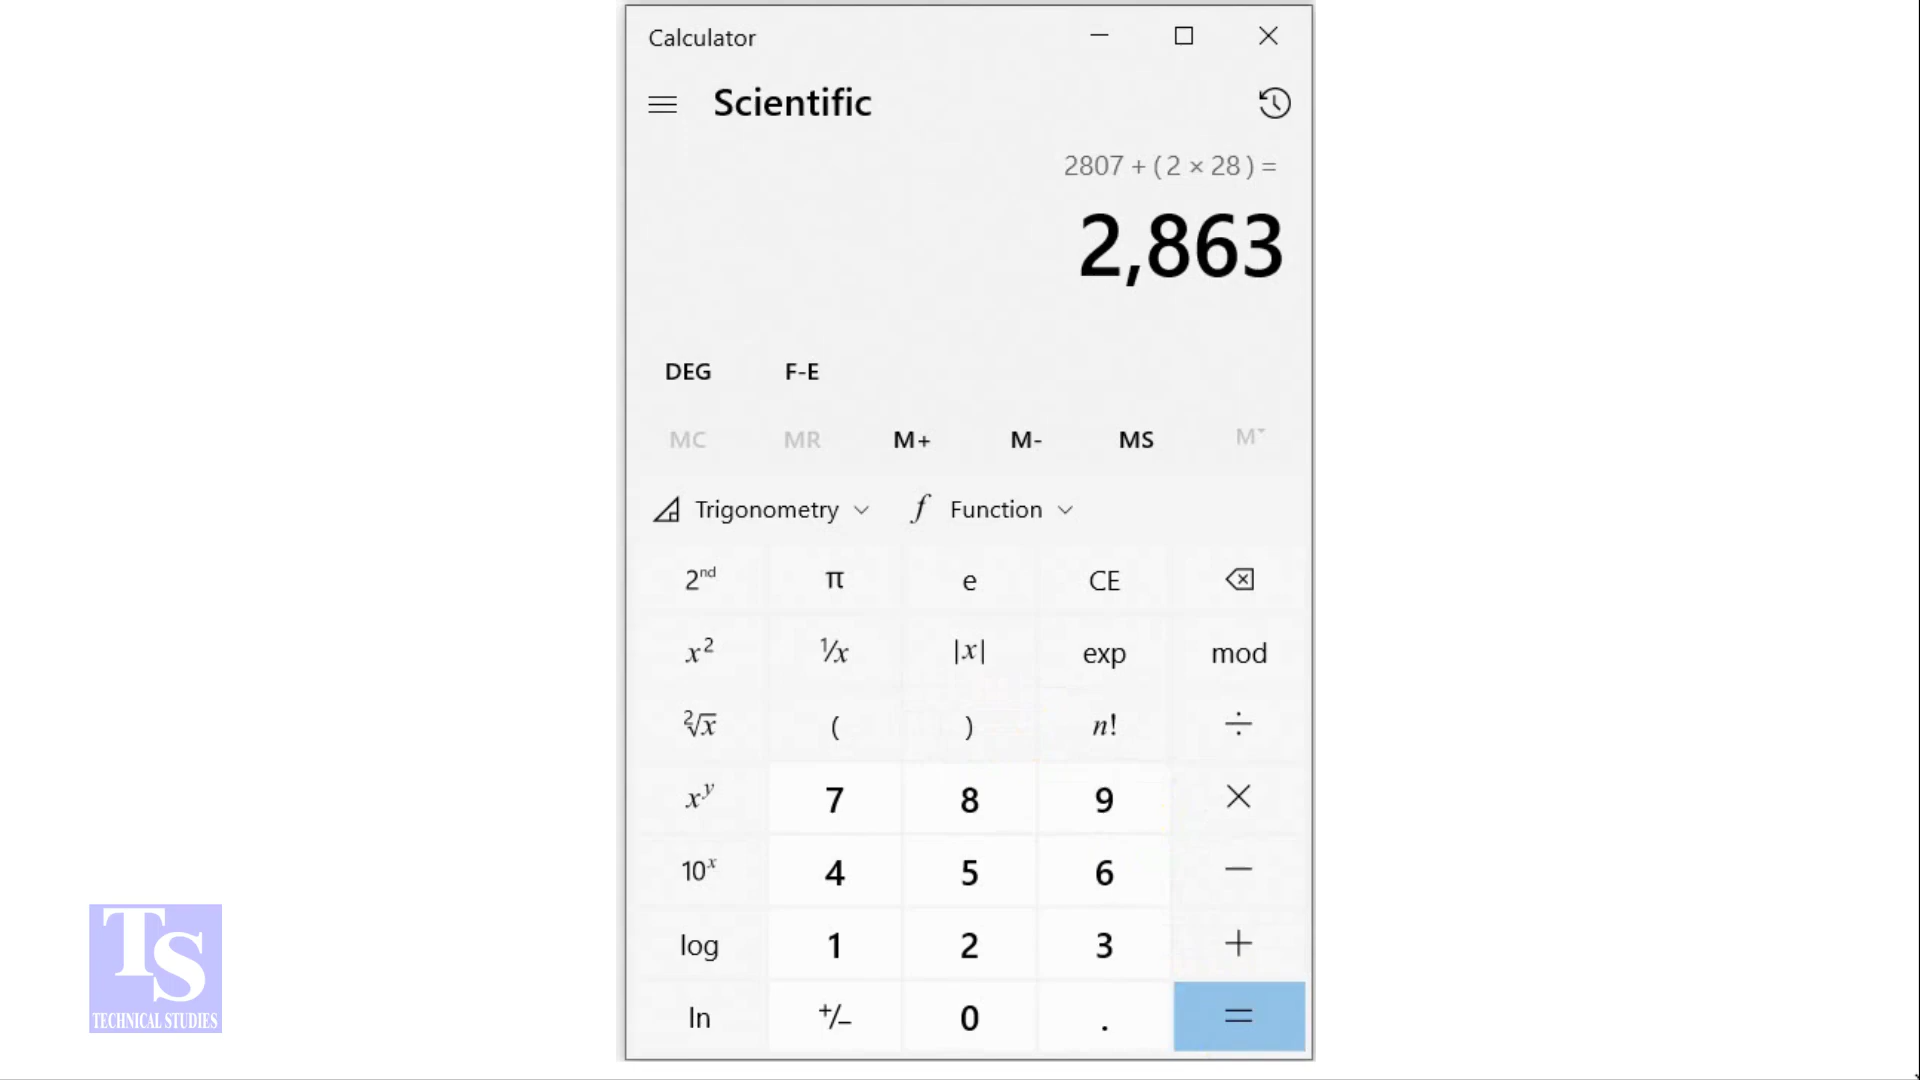 Calculator
Scientific
2807 + ( 2 × 28 ) =
2,863
DEG F-E
MC MR M+ M- MS M˅
Trigonometry f Function
2ⁿᵈ π e CE
x² ¹/x |x| exp mod
²√x ( ) n! ÷
xʸ 7 8 9 ×
10ˣ 4 5 6 −
log 1 2 3 +
ln +/− 0 . =
TS
TECHNICAL STUDIES